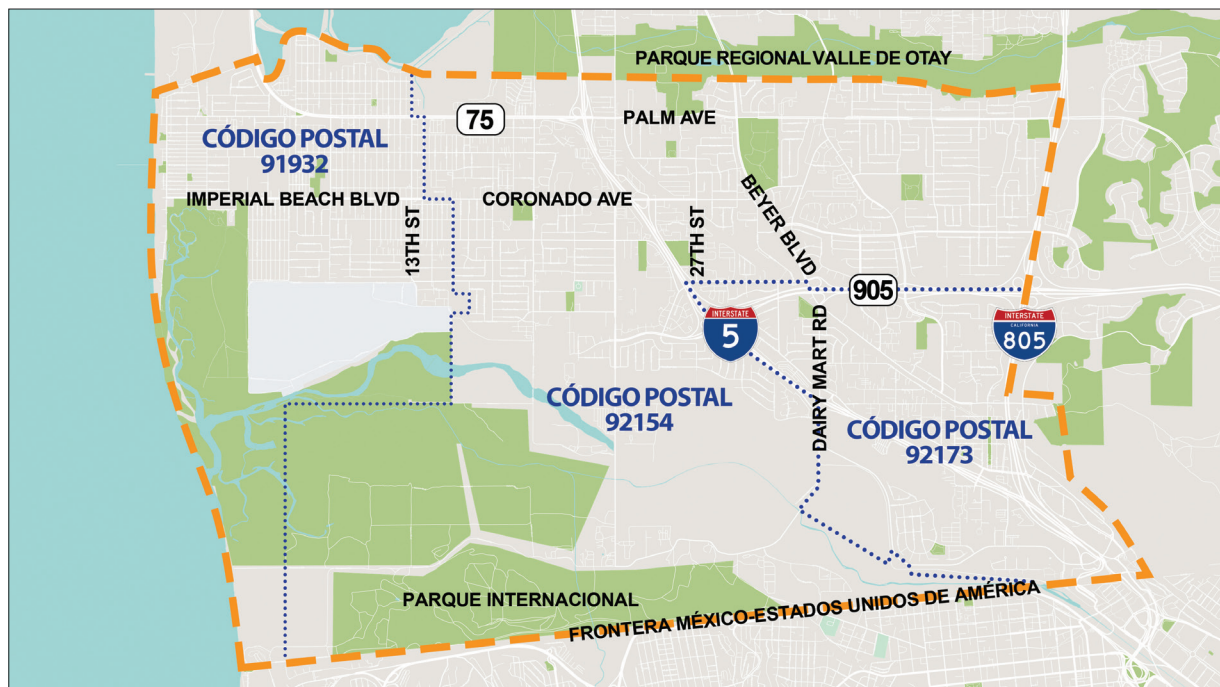 PARQUE REGIONAL VALLE DE OTAY
75
PALM AVE
CÓDIGO POSTAL
91932
IMPERIAL BEACH BLVD
CORONADO AVE
13TH ST
27TH ST
BEYER BLVD
905
INTERSTATE
5
DAIRY MART RD
INTERSTATE
CALIFORNIA
805
CÓDIGO POSTAL
92154
CÓDIGO POSTAL
92173
PARQUE INTERNACIONAL
FRONTERA MÉXICO-ESTADOS UNIDOS DE AMÉRICA